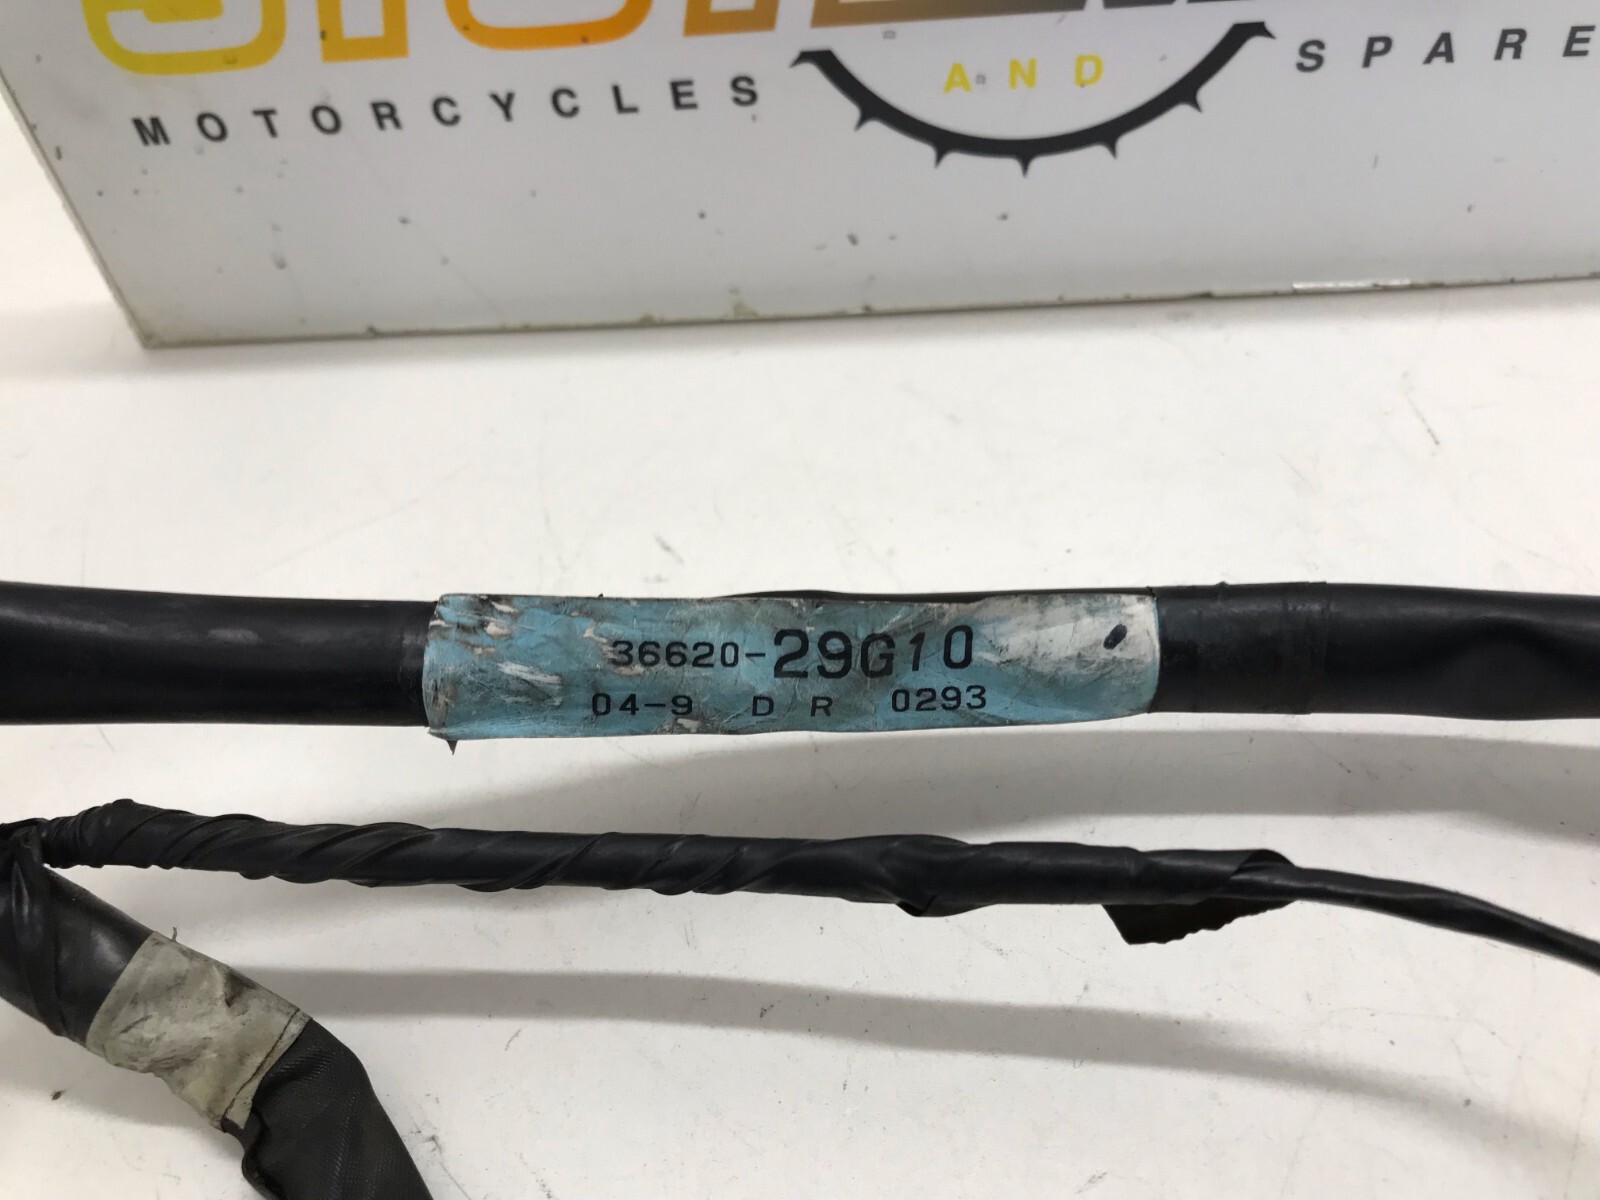 MOTORCYCLES AND SPARE
36620-29G10
04-9 D R 0293